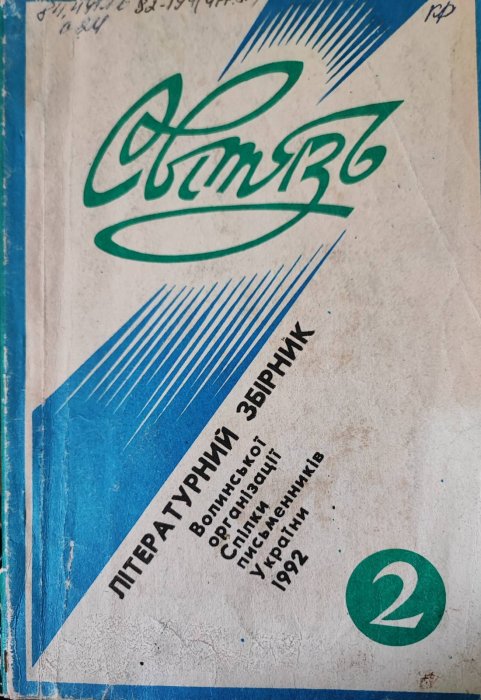 Світязь
ЛІТЕРАТУРНИЙ ЗБІРНИК
Волинської
організації
Спілки
письменників
України
1992
2